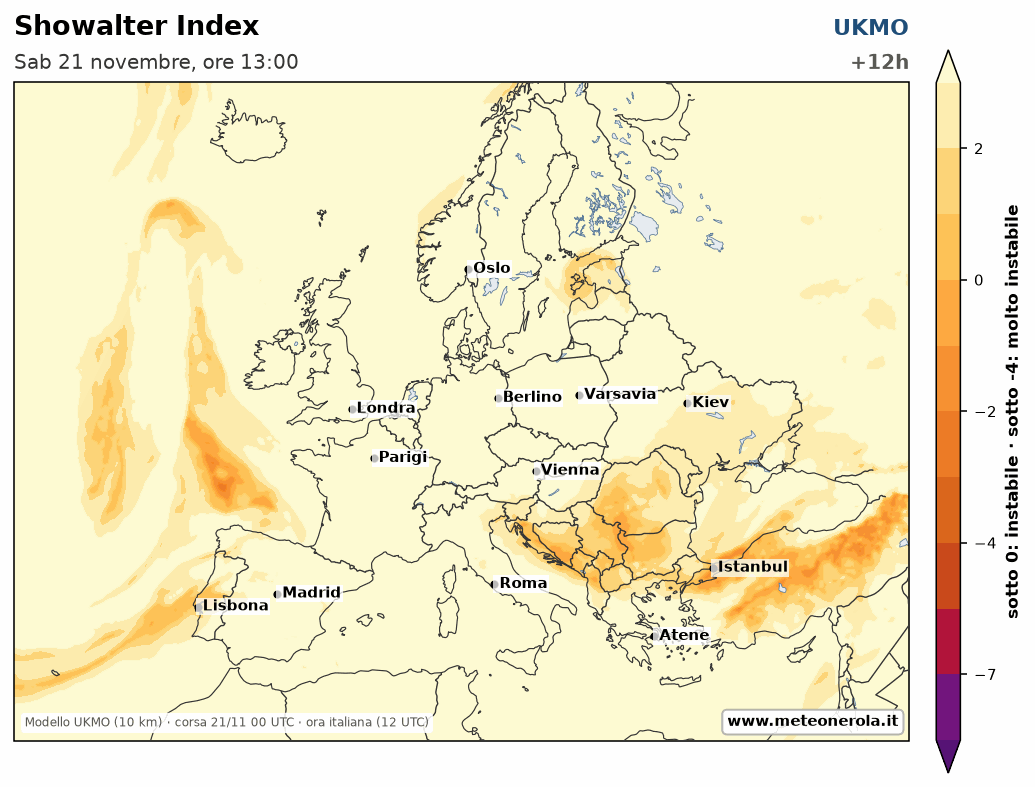 Showalter Index
UKMO
Sab 21 novembre, ore 13:00
+12h
Oslo
Berlino
Varsavia
Londra
Kiev
Parigi
Vienna
Istanbul
Roma
Madrid
Lisbona
Atene
Modello UKMO (10 km) · corsa 21/11 00 UTC · ora italiana (12 UTC)
www.meteonerola.it
2
0
−2
−4
−7
sotto 0: instabile · sotto -4: molto instabile